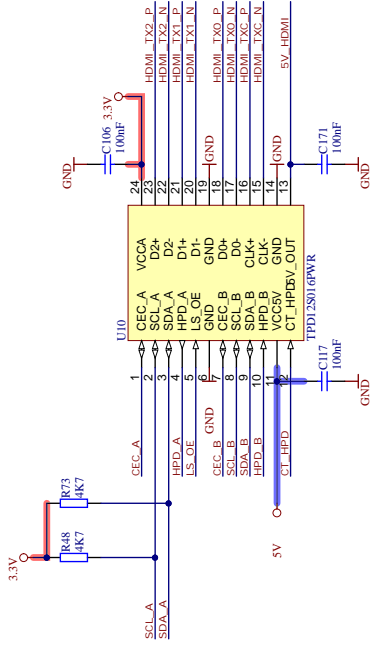 HDMI_TX2_P
HDMI_TX2_N
HDMI_TX1_P
HDMI_TX1_N
HDMI_TX0_P
HDMI_TX0_N
HDMI_TXC_P
HDMI_TXC_N
5V_HDMI
3.3V
C106
100nF
GND
GND
GND
C171
100nF
GND
24
23
22
21
20
19
18
17
16
15
14
13
VCCA
D2+
D2-
D1+
D1-
GND
D0+
D0-
CLK+
CLK-
GND
5V_OUT
U10
CEC_A
SCL_A
SDA_A
HPD_A
LS_OE
GND
CEC_B
SCL_B
SDA_B
HPD_B
VCC5V
CT_HPD
TPD12S016PWR
1
2
3
4
5
6
7
8
9
10
11
12
GND
C117
100nF
GND
CEC_A
HPD_A
LS_OE
CEC_B
SCL_B
SDA_B
HPD_B
CT_HPD
R73
4K7
R48
4K7
3.3V
5V
SCL_A
SDA_A